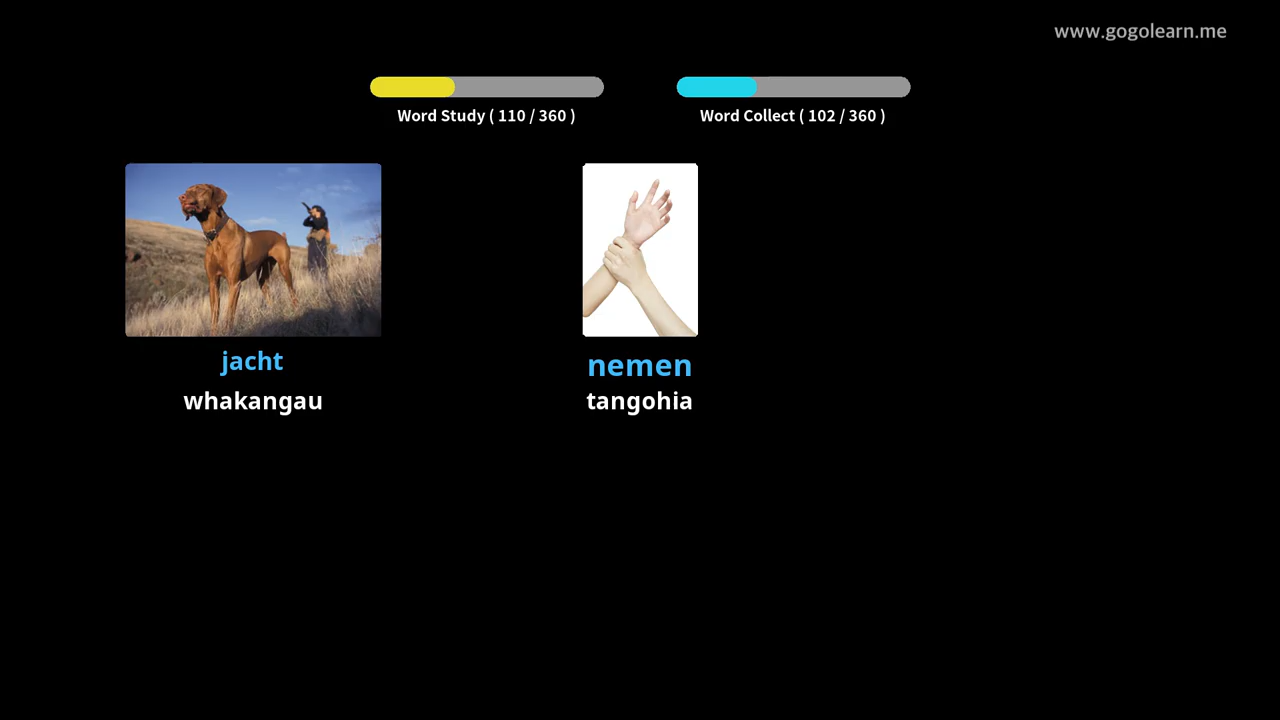 www.gogolearn.me
Word Study ( 110 / 360 )
Word Collect ( 102 / 360 )
jacht
whakangau
nemen
tangohia